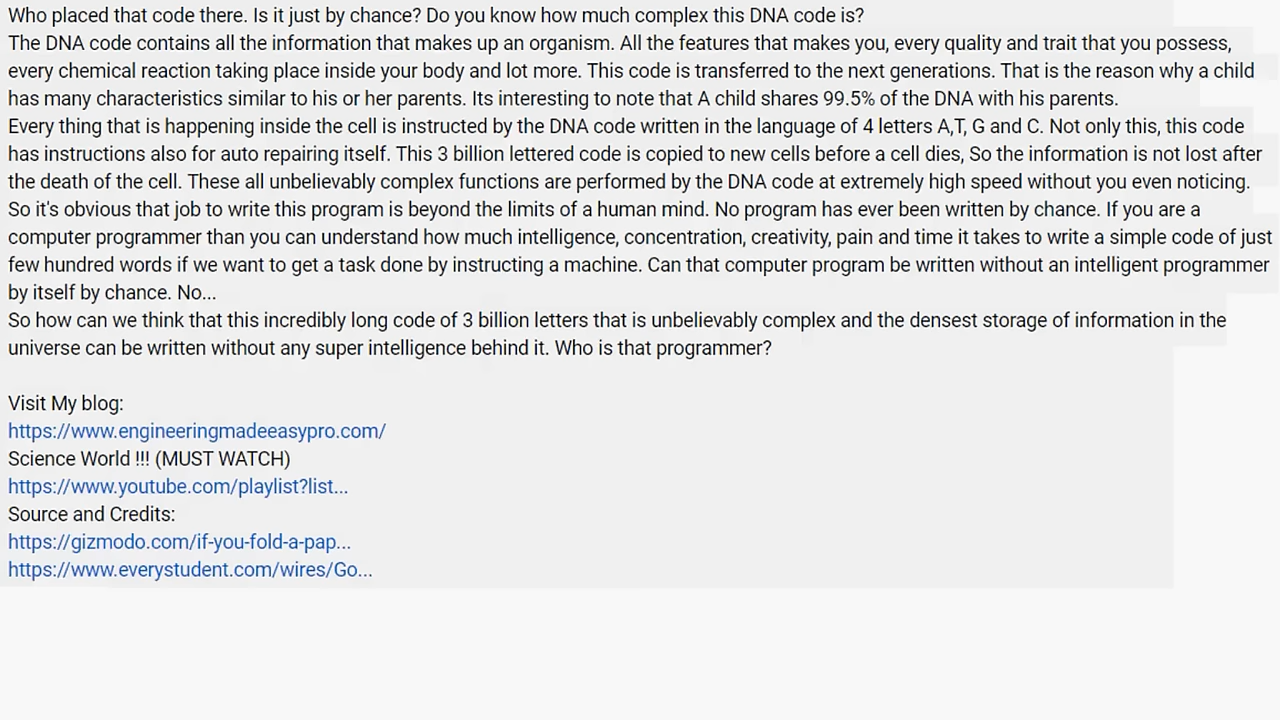 Who placed that code there. Is it just by chance? Do you know how much complex this DNA code is?
The DNA code contains all the information that makes up an organism. All the features that makes you, every quality and trait that you possess,
every chemical reaction taking place inside your body and lot more. This code is transferred to the next generations. That is the reason why a child
has many characteristics similar to his or her parents. Its interesting to note that A child shares 99.5% of the DNA with his parents.
Every thing that is happening inside the cell is instructed by the DNA code written in the language of 4 letters A,T, G and C. Not only this, this code
has instructions also for auto repairing itself. This 3 billion lettered code is copied to new cells before a cell dies, So the information is not lost after
the death of the cell. These all unbelievably complex functions are performed by the DNA code at extremely high speed without you even noticing.
So it's obvious that job to write this program is beyond the limits of a human mind. No program has ever been written by chance. If you are a
computer programmer than you can understand how much intelligence, concentration, creativity, pain and time it takes to write a simple code of just
few hundred words if we want to get a task done by instructing a machine. Can that computer program be written without an intelligent programmer
by itself by chance. No...
So how can we think that this incredibly long code of 3 billion letters that is unbelievably complex and the densest storage of information in the
universe can be written without any super intelligence behind it. Who is that programmer?
Visit My blog:
https://www.engineeringmadeeasypro.com/
Science World !!! (MUST WATCH)
https://www.youtube.com/playlist?list...
Source and Credits:
https://gizmodo.com/if-you-fold-a-pap...
https://www.everystudent.com/wires/Go...